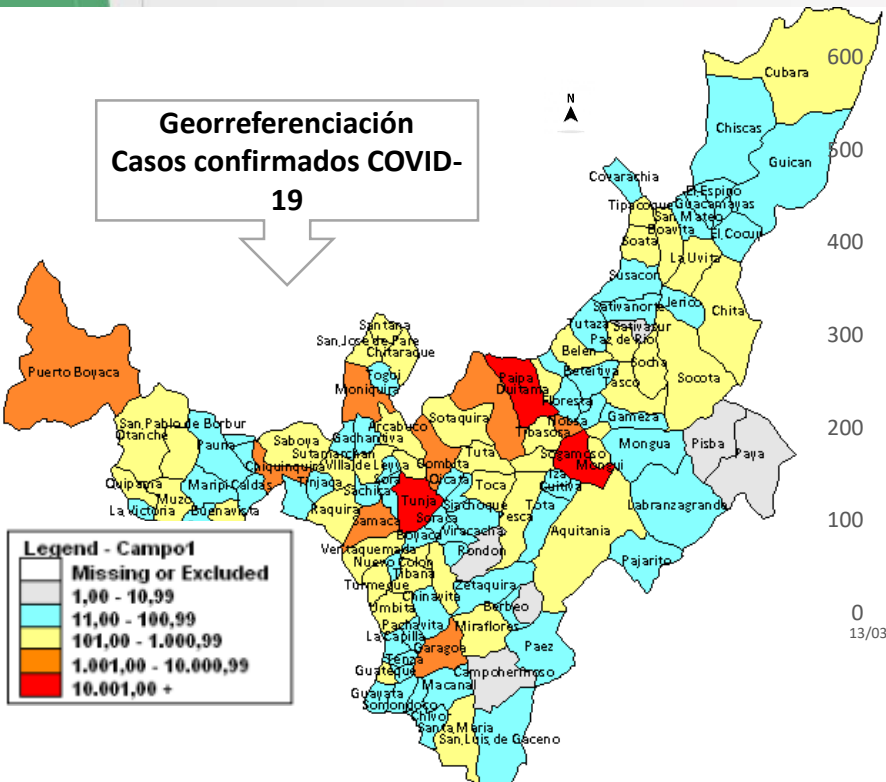 Georreferenciación
Casos confirmados COVID-
19
N
600
500
400
300
200
100
0
13/03
Cubara
Chiscas
Guican
Covarachia
El Espino
Tipacoque
Guacamayas
San Mateo
Boavita
El Cocuy
Soata
La Uvita
Susacon
Sativanorte
Jerico
Chita
Tutaza
Sativasur
Paz de Rio
Belen
Socha
Socota
Beteitiva
Tasco
Santana
San Jose de Pare
Chitaraque
Togui
Moniquira
Puerto Boyaca
Paipa
Duitama
Floresta
Gameza
Nobsa
Tibasosa
Sogamoso
Mongui
Mongua
Pisba
Paya
San Pablo de Borbur
Otanche
Pauna
Saboya
Arcabuco
Sotaquira
Gachantiva
Sutamarchan
Villa de Leyva
Combita
Tuta
Chiquinquira
Tinjaca
Sora
Oicata
Toca
Iza
Cuitiva
Quipama
Maripi
Caldas
Sachica
Muzo
Raquira
Tunja
Siachoque
Tota
Labranzagrande
La Victoria
Buenavista
Samaca
Soraca
Pesca
Aquitania
Boyaca
Viracacha
Ventaquemada
Rondon
Pajarito
Nuevo Colon
Tibana
Turmeque
Zetaquira
Chinavita
Umbita
Berbeo
Pachavita
Miraflores
La Capilla
Garagoa
Paez
Tenza
Guateque
Campohermoso
Macanal
Guayata
Somondoco
Chivor
Santa Maria
San Luis de Gaceno
Legend - Campo1
Missing or Excluded
1,00 - 10,99
11,00 - 100,99
101,00 - 1.000,99
1.001,00 - 10.000,99
10.001,00 +